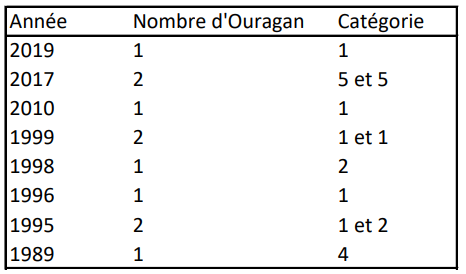 Année Nombre d'Ouragan Catégorie
2019 1 1
2017 2 5 et 5
2010 1 1
1999 2 1 et 1
1998 1 2
1996 1 1
1995 2 1 et 2
1989 1 4